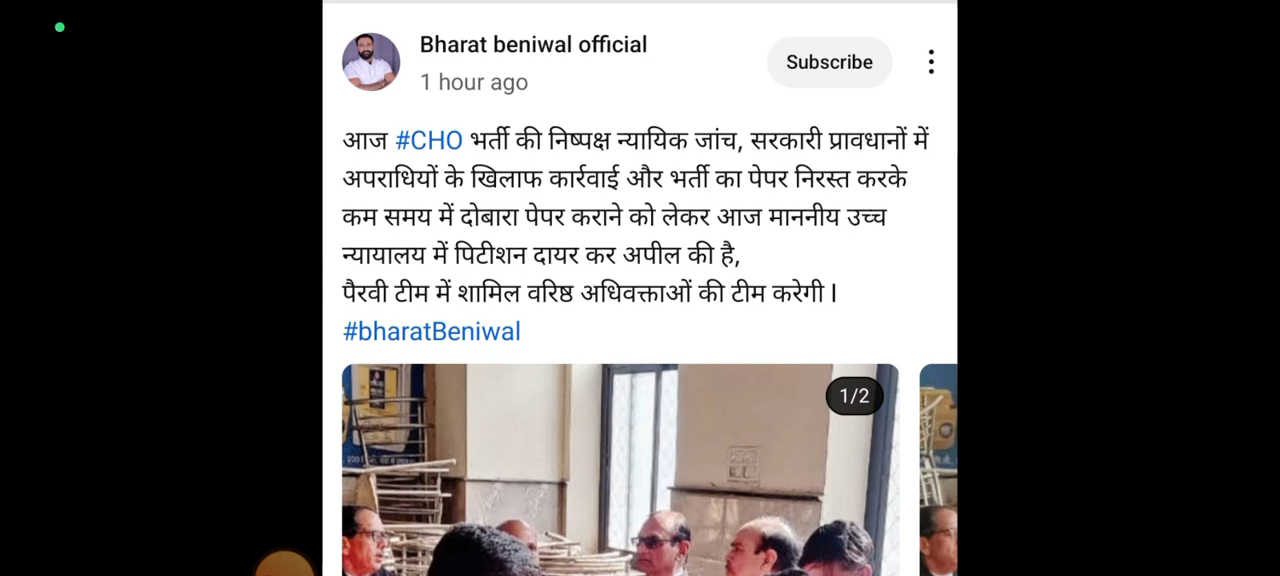 Bharat beniwal official
1 hour ago
Subscribe
आज #CHO भर्ती की निष्पक्ष न्यायिक जांच, सरकारी प्रावधानों में
अपराधियों के खिलाफ कार्रवाई और भर्ती का पेपर निरस्त करके
कम समय में दोबारा पेपर कराने को लेकर आज माननीय उच्च
न्यायालय में पिटीशन दायर कर अपील की है,
पैरवी टीम में शामिल वरिष्ठ अधिवक्ताओं की टीम करेगी l
#bharatBeniwal
1/2